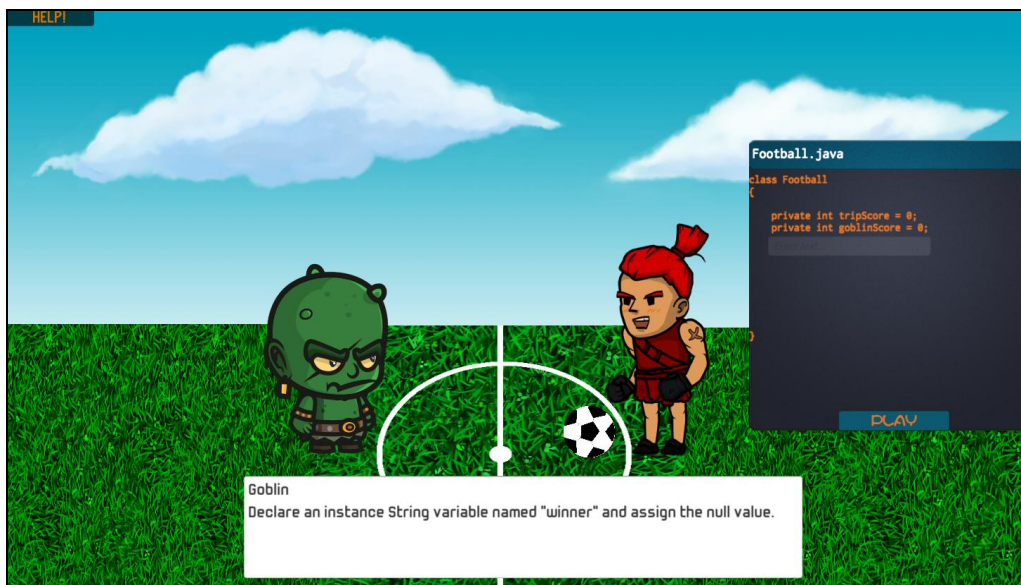 HELP!
Football.java
class Football
{
private int tripScore = 0;
private int goblinScore = 0;
}
PLAY
Goblin
Declare an instance String variable named "winner" and assign the null value.